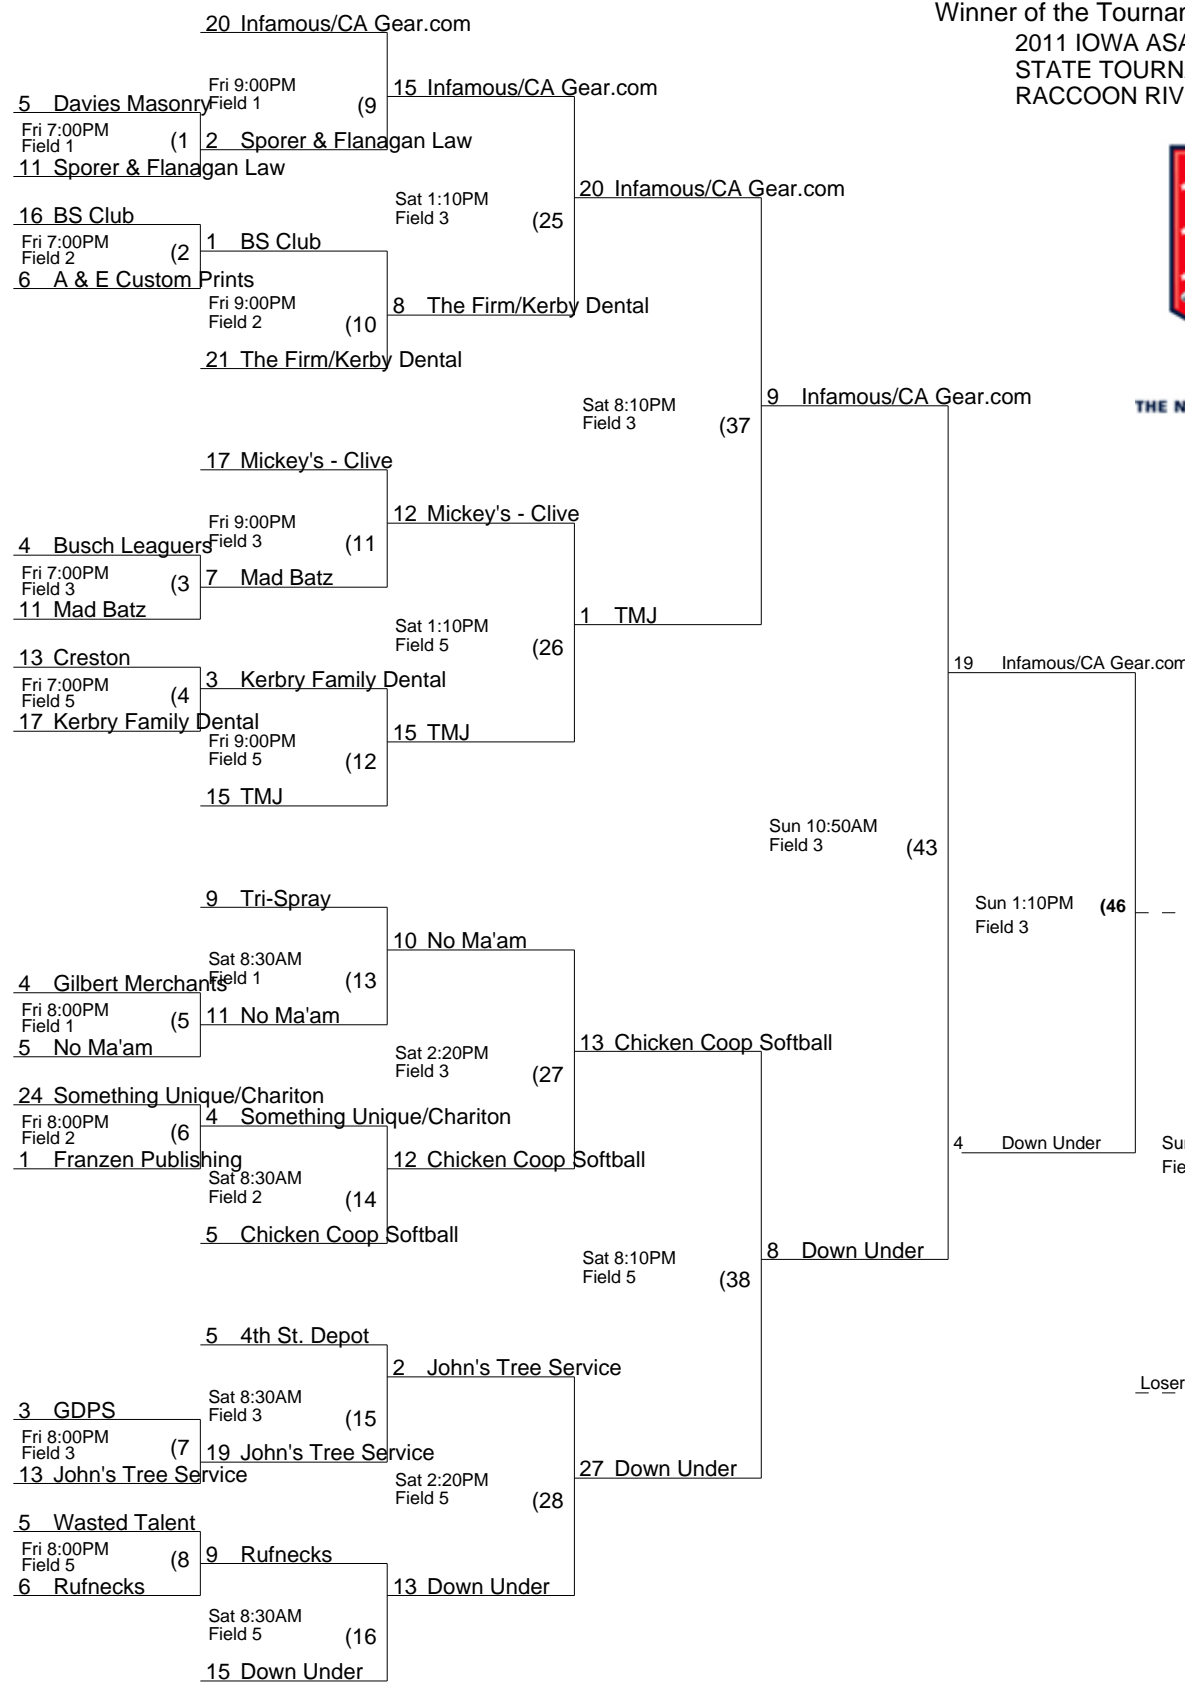 20 Infamous/CA Gear.com
Winner of the Tournar
2011 IOWA ASA
STATE TOURN
RACCOON RIV
Fri 9:00PM
Field 1
(9
15 Infamous/CA Gear.com
5 Davies Masonry
Fri 7:00PM
Field 1
(1
2 Sporer & Flanagan Law
11 Sporer & Flanagan Law
Sat 1:10PM
Field 3
(25
20 Infamous/CA Gear.com
16 BS Club
Fri 7:00PM
Field 2
(2
1 BS Club
6 A & E Custom Prints
Fri 9:00PM
Field 2
(10
8 The Firm/Kerby Dental
21 The Firm/Kerby Dental
Sat 8:10PM
Field 3
(37
9 Infamous/CA Gear.com
THE N
17 Mickey's - Clive
Fri 9:00PM
Field 3
(11
12 Mickey's - Clive
4 Busch Leaguers
Fri 7:00PM
Field 3
(3
7 Mad Batz
11 Mad Batz
Sat 1:10PM
Field 5
(26
1 TMJ
13 Creston
Fri 7:00PM
Field 5
(4
3 Kerbry Family Dental
17 Kerbry Family Dental
Fri 9:00PM
Field 5
(12
15 TMJ
15 TMJ
19 Infamous/CA Gear.com
Sun 10:50AM
Field 3
(43
9 Tri-Spray
Sat 8:30AM
Field 1
(13
10 No Ma'am
4 Gilbert Merchants
Fri 8:00PM
Field 1
(5
11 No Ma'am
5 No Ma'am
Sun 1:10PM
Field 3
(46
Sat 2:20PM
Field 3
(27
13 Chicken Coop Softball
24 Something Unique/Chariton
Fri 8:00PM
Field 2
(6
4 Something Unique/Chariton
1 Franzen Publishing
Sat 8:30AM
Field 2
(14
12 Chicken Coop Softball
5 Chicken Coop Softball
4 Down Under
Sat 8:10PM
Field 5
(38
8 Down Under
5 4th St. Depot
Sat 8:30AM
Field 3
(15
2 John's Tree Service
3 GDPS
Fri 8:00PM
Field 3
(7
19 John's Tree Service
13 John's Tree Service
Loser
Sat 2:20PM
Field 5
(28
27 Down Under
5 Wasted Talent
Fri 8:00PM
Field 5
(8
9 Rufnecks
6 Rufnecks
Sat 8:30AM
Field 5
(16
13 Down Under
15 Down Under